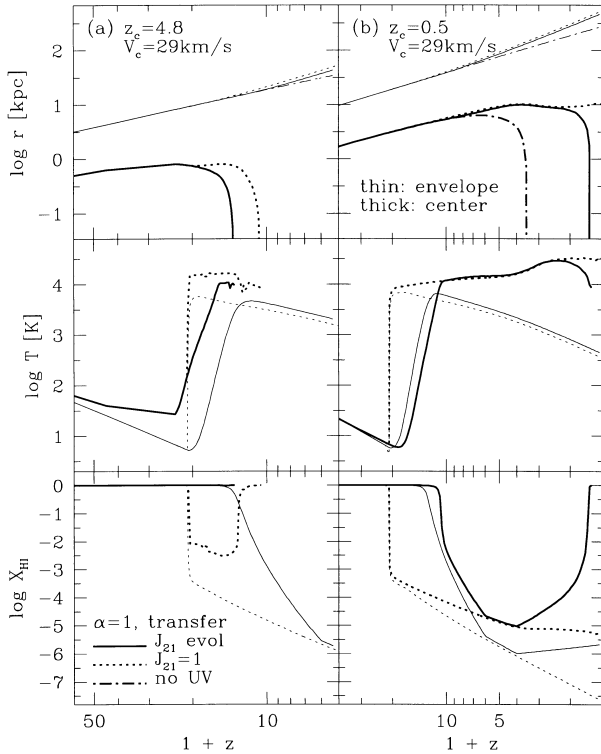 (a) z_c=4.8
V_c=29km/s
(b) z_c=0.5
V_c=29km/s
log r [kpc]
2
1
0
-1
thin: envelope
thick: center
log T [K]
4
3
2
1
log X_HI
0
-1
-2
-3
-4
-5
-6
-7
α=1, transfer
J_21 evol
J_21=1
no UV
50
10
10
5
1 + z
1 + z